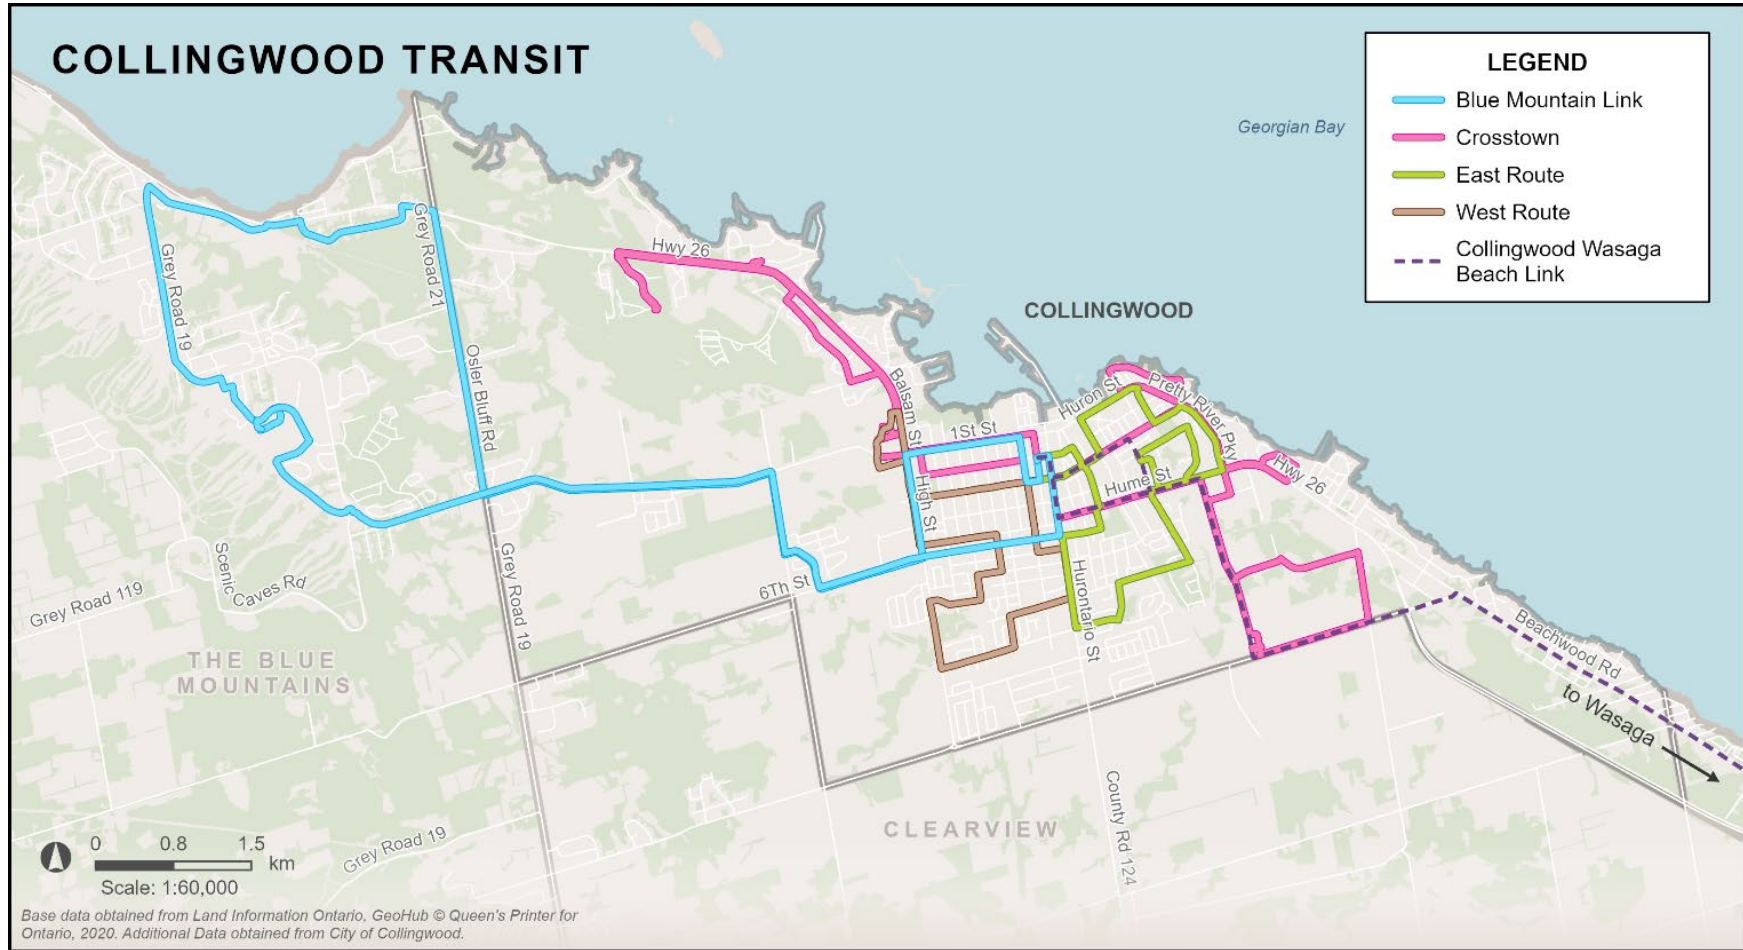 COLLINGWOOD TRANSIT
LEGEND
Blue Mountain Link
Crosstown
East Route
West Route
Collingwood Wasaga
Beach Link
Georgian Bay
COLLINGWOOD
Hwy 26
Grey Road 19
Grey Road 21
Osler Bluff Rd
Balsam St
1St St
High St
Huron St
Pretty River Pky
Hume St
Hwy 26
Scenic
Caves Rd
Grey Road 119
Grey Road 19
6Th St
Hurontario St
Beachwood Rd
to Wasaga
THE BLUE
MOUNTAINS
CLEARVIEW
County Rd 124
Grey Road 19
0 0.8 1.5
km
Scale: 1:60,000
Base data obtained from Land Information Ontario, GeoHub © Queen's Printer for
Ontario, 2020. Additional Data obtained from City of Collingwood.